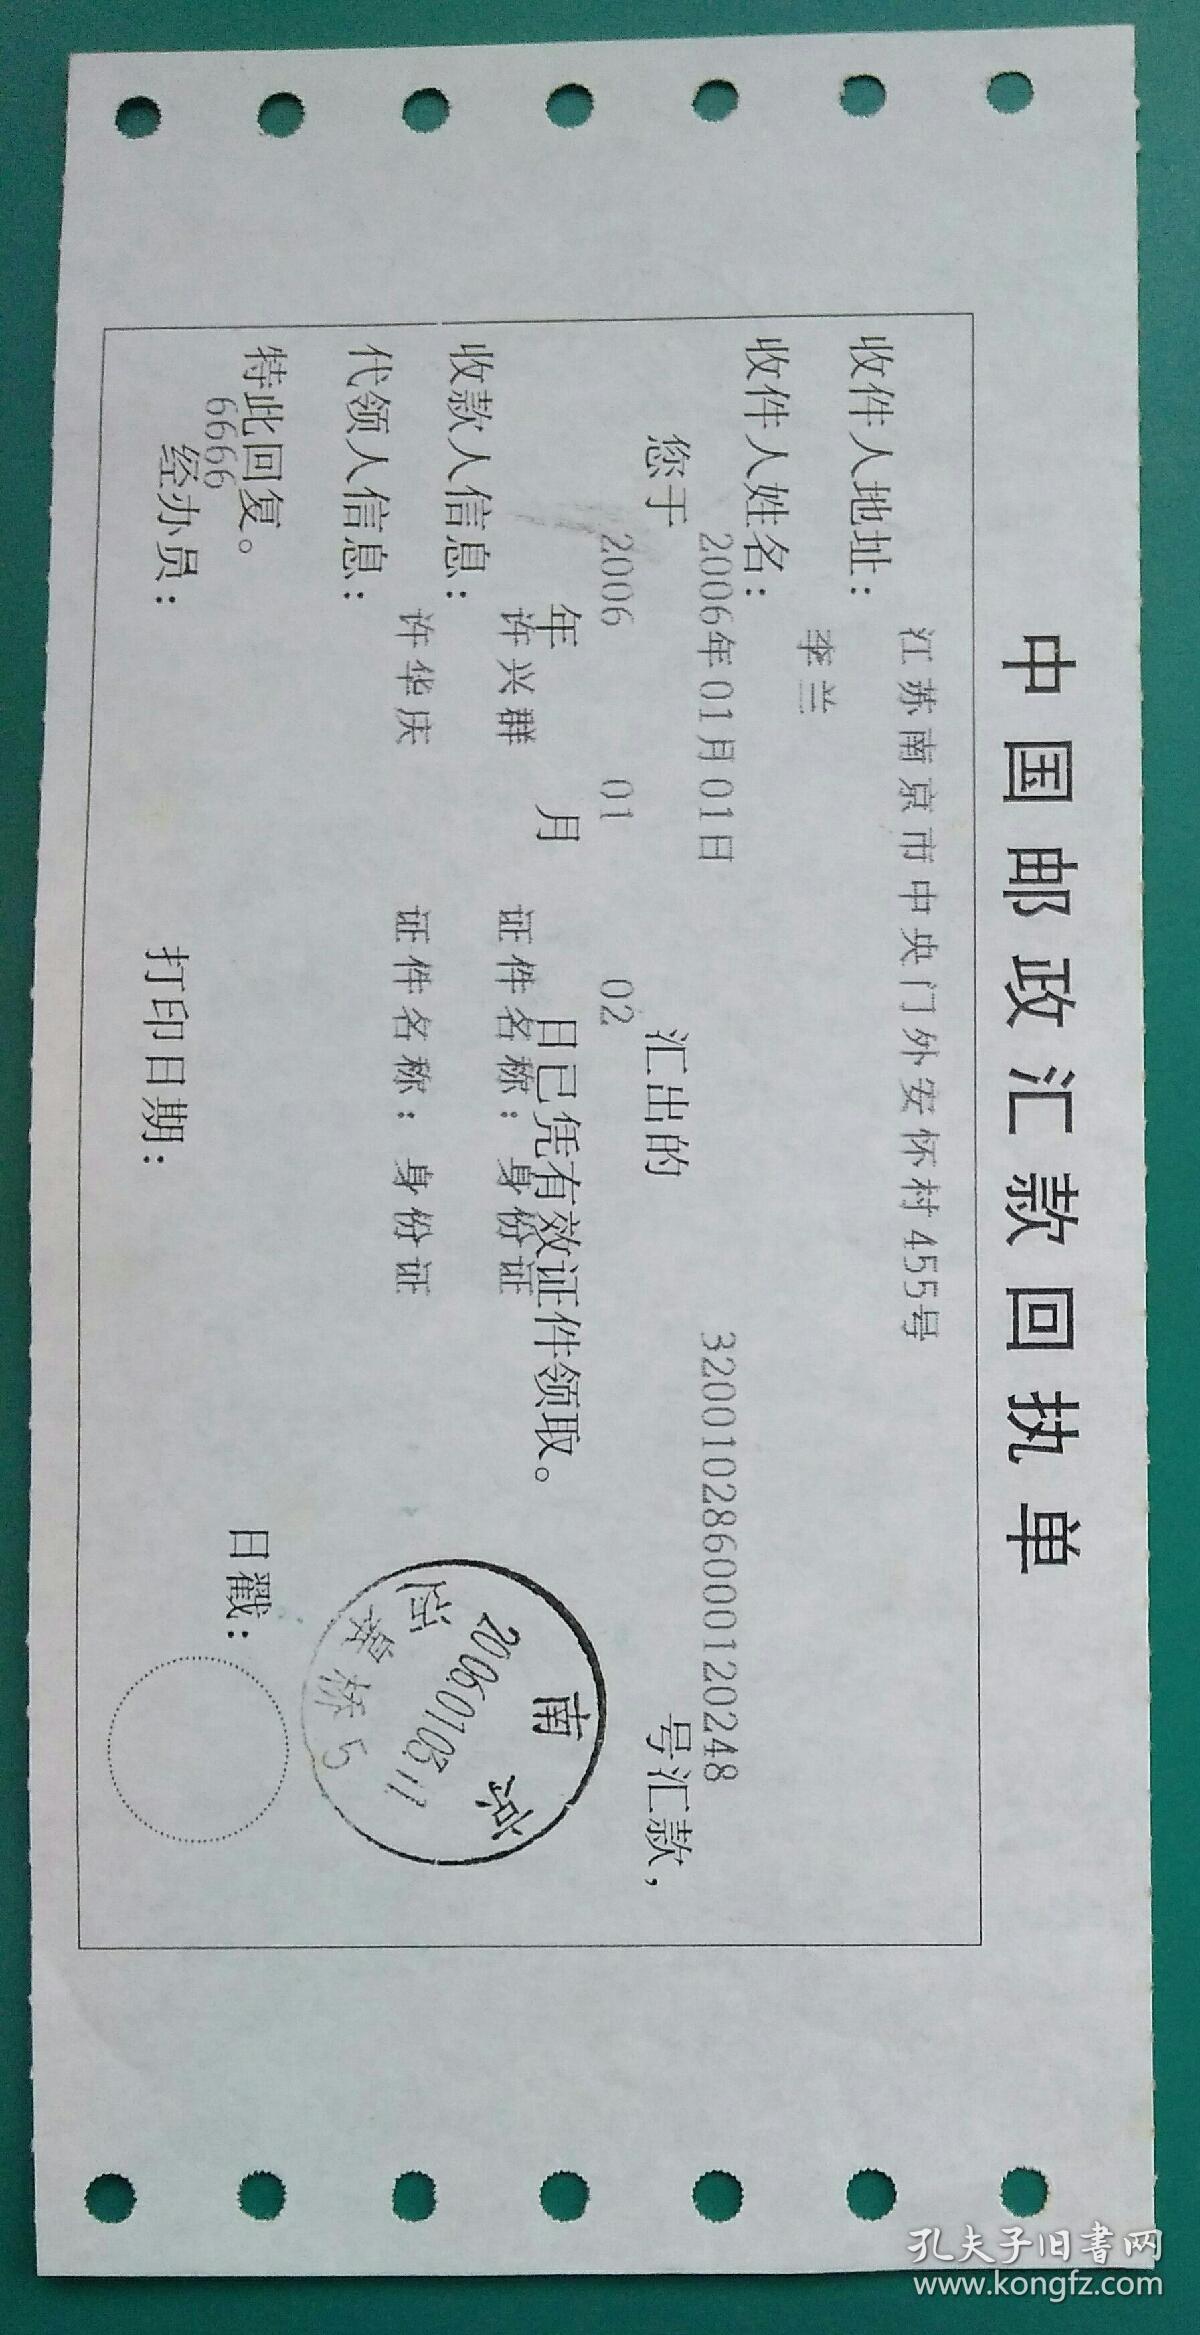 中国邮政汇款回执单
江苏南京市中央门外安怀村455号
收件人地址：
李兰
收件人姓名：
2006年01月01日 320010286000120248
您于 汇出的 号汇款，
2006 01 02
年 月 日已凭有效证件领取。
许兴群 证件名称：身份证
收款人信息：
许华庆 证件名称：身份证
代领人信息：
特此回复。
6666
经办员： 打印日期： 日戳：
南京
2006.01.03.11
桥5
孔夫子旧书网
www.kongfz.com